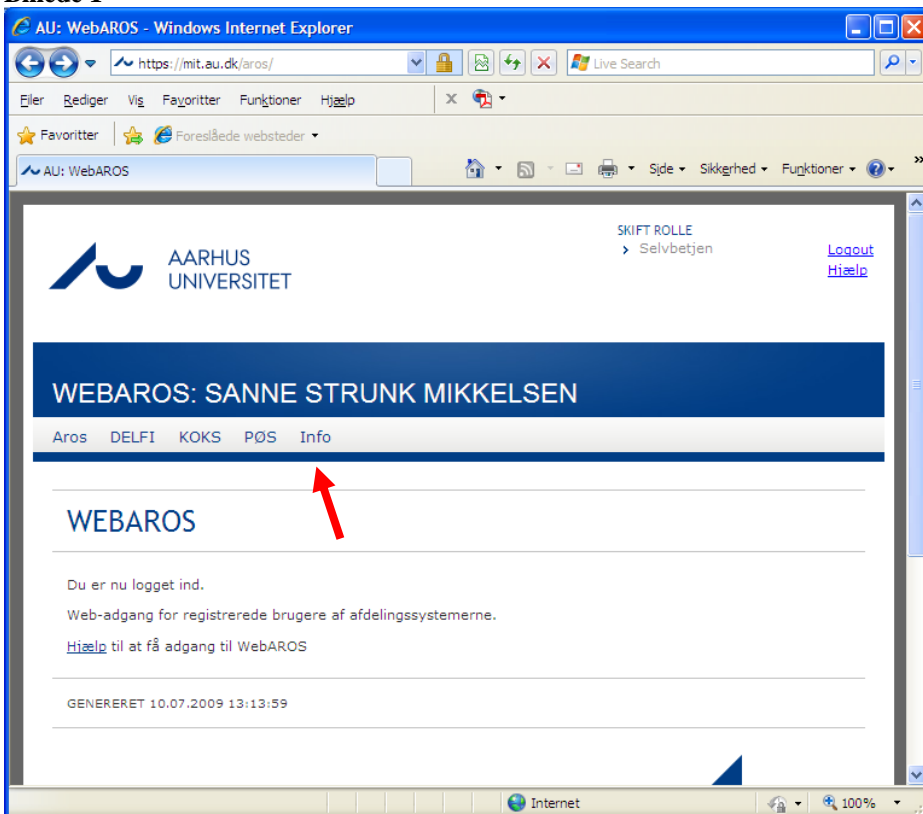 AU: WebAROS - Windows Internet Explorer
https://mit.au.dk/aros/
Live Search
Filer Rediger Vis Favoritter Funktioner Hjælp
Favoritter Foreslåede websteder
AU: WebAROS
Side Sikkerhed Funktioner
AARHUS
UNIVERSITET
SKIFT ROLLE
Selvbetjen
Logout
Hjælp
WEBAROS: SANNE STRUNK MIKKELSEN
Aros DELFI KOKS PØS Info
WEBAROS
Du er nu logget ind.
Web-adgang for registrerede brugere af afdelingssystemerne.
Hjælp til at få adgang til WebAROS
GENERERET 10.07.2009 13:13:59
Internet
100%